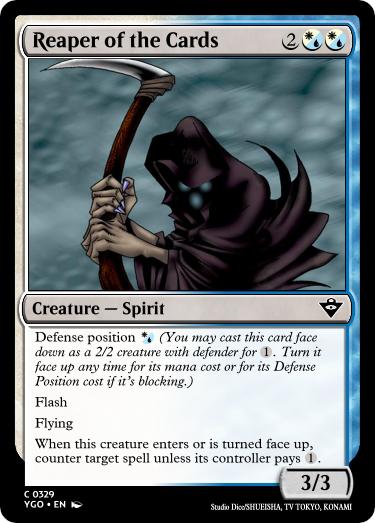 Reaper of the Cards 2
Creature — Spirit
Defense position (You may cast this card face
down as a 2/2 creature with defender for 1. Turn it
face up any time for its mana cost or for its Defense
Position cost if it's blocking.)
Flash
Flying
When this creature enters or is turned face up,
counter target spell unless its controller pays 1.
3/3
C 0329
YGO • EN
Studio Dice/SHUEISHA, TV TOKYO, KONAMI